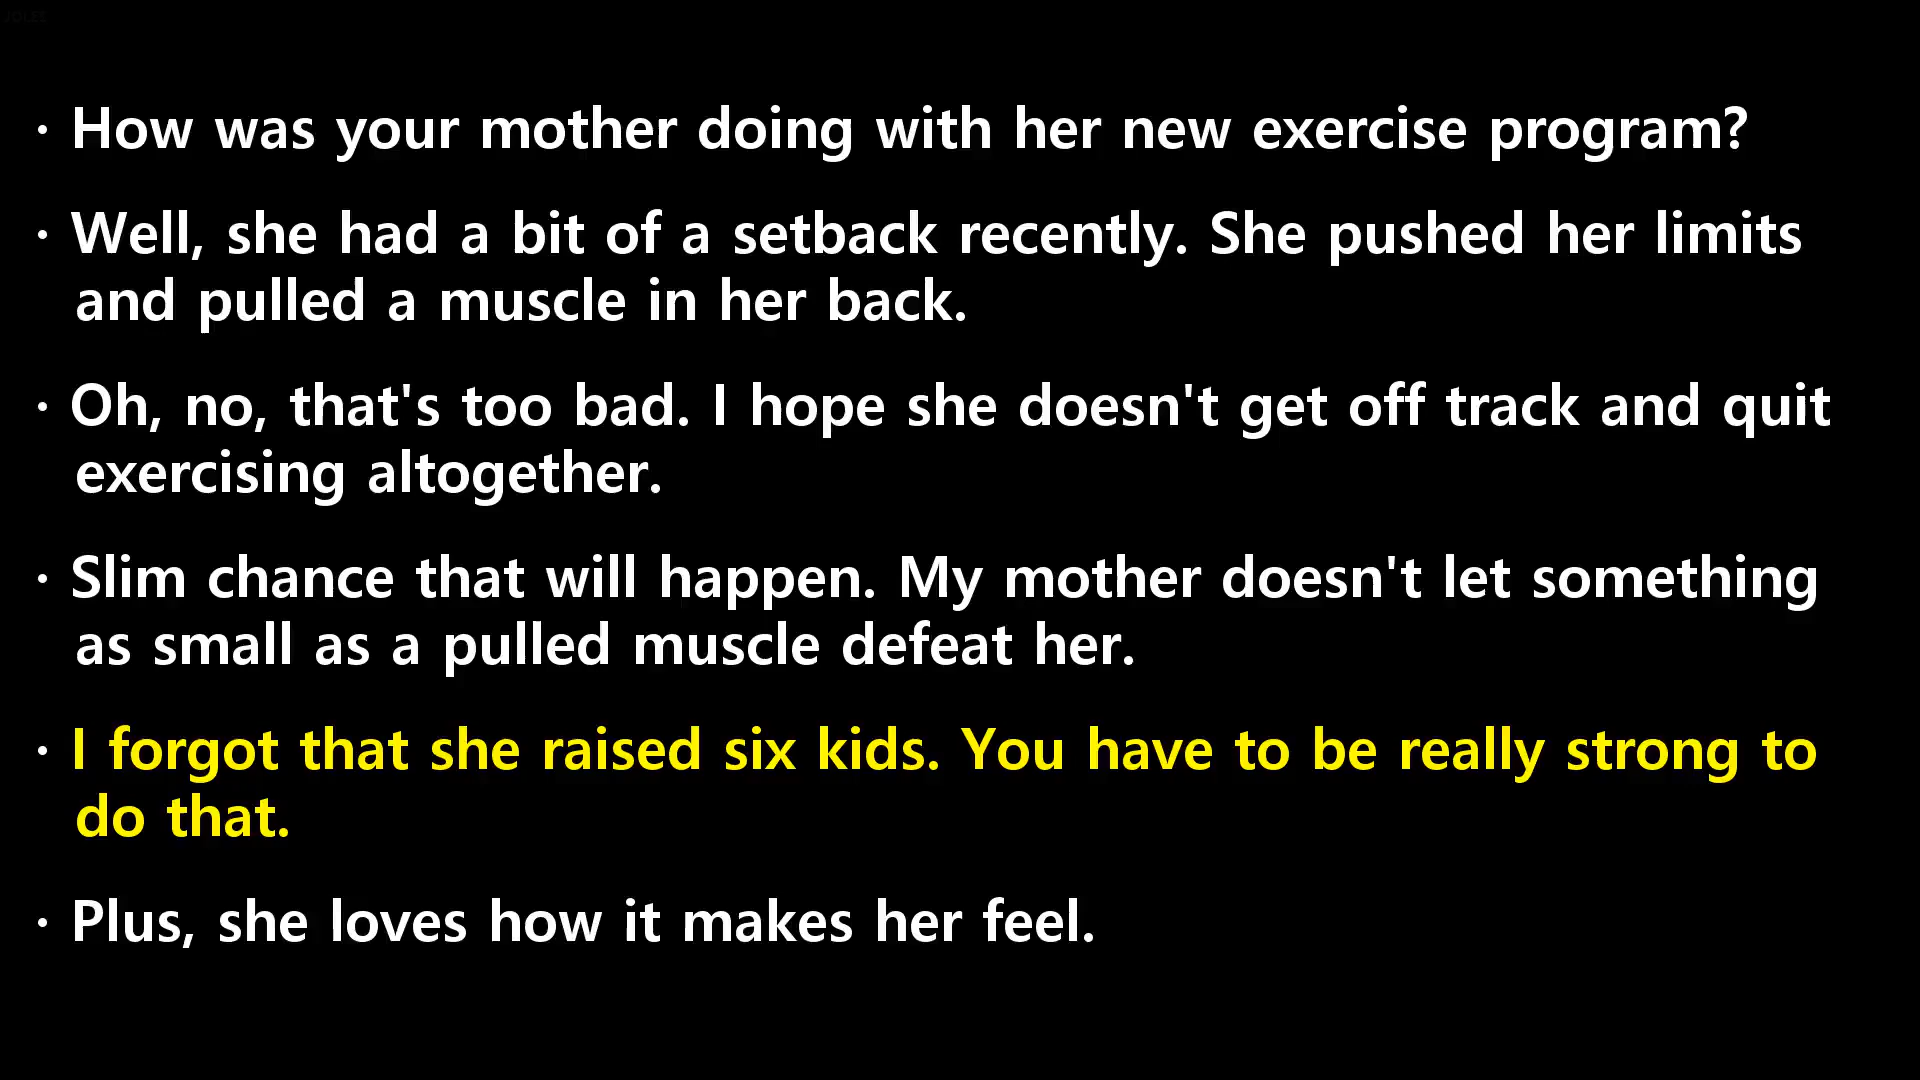 · How was your mother doing with her new exercise program?
· Well, she had a bit of a setback recently. She pushed her limits
and pulled a muscle in her back.
· Oh, no, that's too bad. I hope she doesn't get off track and quit
exercising altogether.
· Slim chance that will happen. My mother doesn't let something
as small as a pulled muscle defeat her.
· I forgot that she raised six kids. You have to be really strong to
do that.
· Plus, she loves how it makes her feel.